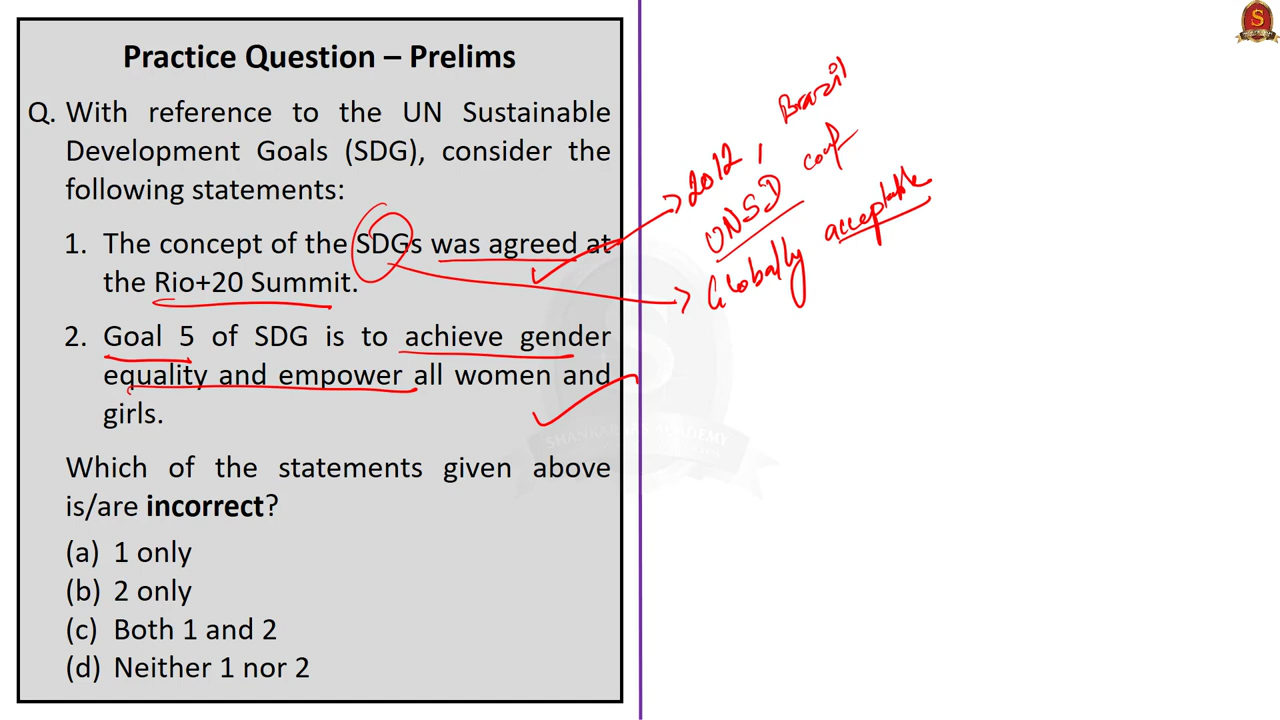 Practice Question – Prelims
Q. With reference to the UN Sustainable
Development Goals (SDG), consider the
following statements:
1. The concept of the SDGs was agreed at
the Rio+20 Summit.
2. Goal 5 of SDG is to achieve gender
equality and empower all women and
girls.
Which of the statements given above
is/are incorrect?
(a) 1 only
(b) 2 only
(c) Both 1 and 2
(d) Neither 1 nor 2
2012, Brazil
UNSD conf
Globally acceptable
S
SHANKAR IAS ACADEMY